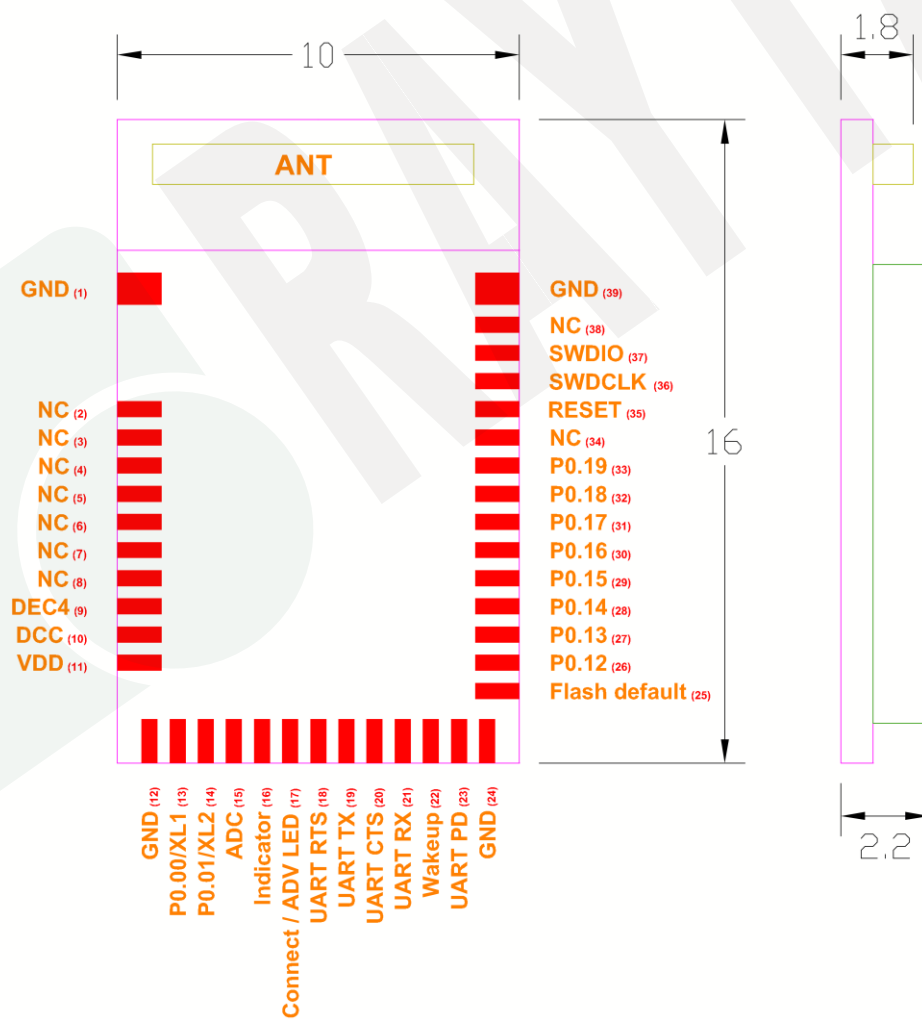 10
1.8
ANT
GND (1)
NC (2)
NC (3)
NC (4)
NC (5)
NC (6)
NC (7)
NC (8)
DEC4 (9)
DCC (10)
VDD (11)
GND (39)
NC (38)
SWDIO (37)
SWDCLK (36)
RESET (35)
NC (34)
P0.19 (33)
P0.18 (32)
P0.17 (31)
P0.16 (30)
P0.15 (29)
P0.14 (28)
P0.13 (27)
P0.12 (26)
Flash default (25)
16
GND (12)
P0.00/XL1 (13)
P0.01/XL2 (14)
ADC (15)
Indicator (16)
Connect / ADV LED (17)
UART RTS (18)
UART TX (19)
UART CTS (20)
UART RX (21)
Wakeup (22)
UART PD (23)
GND (24)
2.2